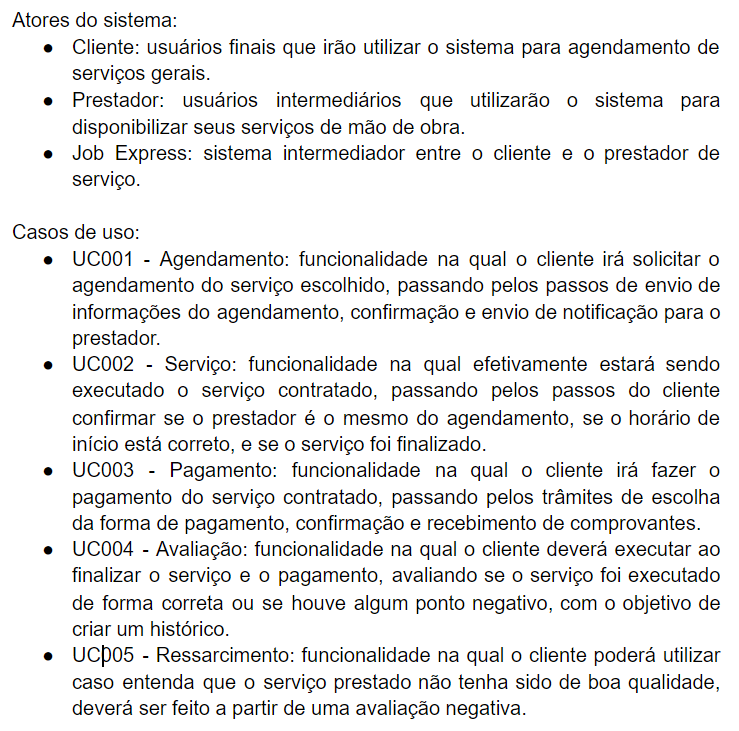 Atores do sistema:
● Cliente: usuários finais que irão utilizar o sistema para agendamento de
serviços gerais.
● Prestador: usuários intermediários que utilizarão o sistema para
disponibilizar seus serviços de mão de obra.
● Job Express: sistema intermediador entre o cliente e o prestador de
serviço.
Casos de uso:
● UC001 - Agendamento: funcionalidade na qual o cliente irá solicitar o
agendamento do serviço escolhido, passando pelos passos de envio de
informações do agendamento, confirmação e envio de notificação para o
prestador.
● UC002 - Serviço: funcionalidade na qual efetivamente estará sendo
executado o serviço contratado, passando pelos passos do cliente
confirmar se o prestador é o mesmo do agendamento, se o horário de
início está correto, e se o serviço foi finalizado.
● UC003 - Pagamento: funcionalidade na qual o cliente irá fazer o
pagamento do serviço contratado, passando pelos trâmites de escolha
da forma de pagamento, confirmação e recebimento de comprovantes.
● UC004 - Avaliação: funcionalidade na qual o cliente deverá executar ao
finalizar o serviço e o pagamento, avaliando se o serviço foi executado
de forma correta ou se houve algum ponto negativo, com o objetivo de
criar um histórico.
● UC005 - Ressarcimento: funcionalidade na qual o cliente poderá utilizar
caso entenda que o serviço prestado não tenha sido de boa qualidade,
deverá ser feito a partir de uma avaliação negativa.